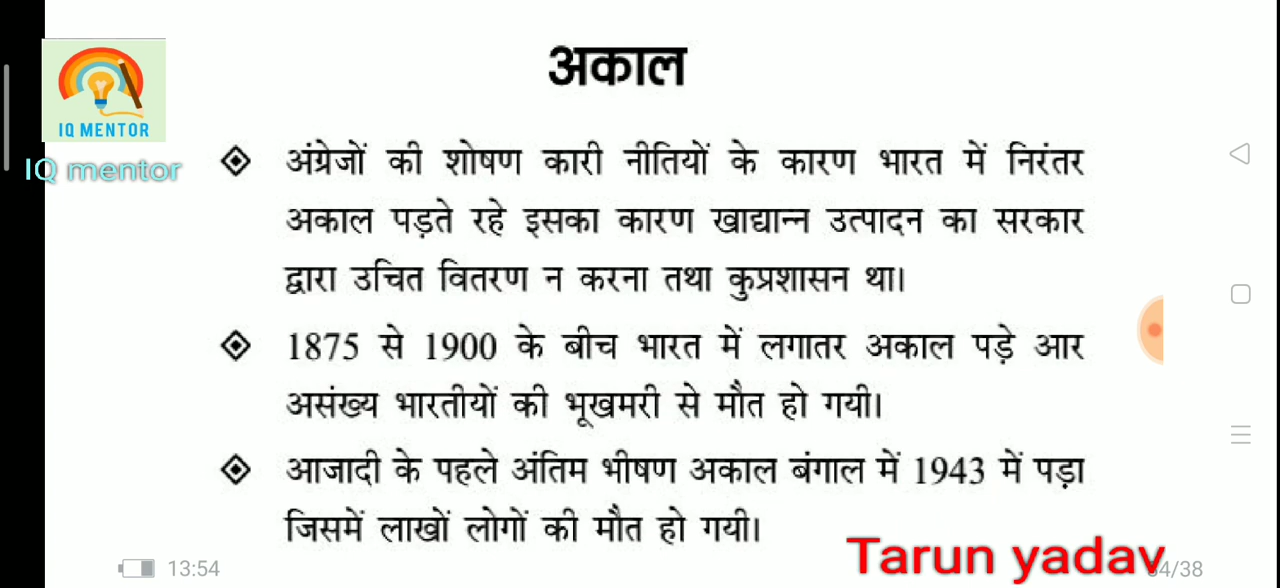 अकाल
IQ MENTOR
IQ mentor
अंग्रेजों की शोषण कारी नीतियों के कारण भारत में निरंतर
अकाल पड़ते रहे इसका कारण खाद्यान्न उत्पादन का सरकार
द्वारा उचित वितरण न करना तथा कुप्रशासन था।
1875 से 1900 के बीच भारत में लगातर अकाल पड़े आर
असंख्य भारतीयों की भूखमरी से मौत हो गयी।
आजादी के पहले अंतिम भीषण अकाल बंगाल में 1943 में पड़ा
जिसमें लाखों लोगों की मौत हो गयी।
Tarun yadav
13:54
34/38